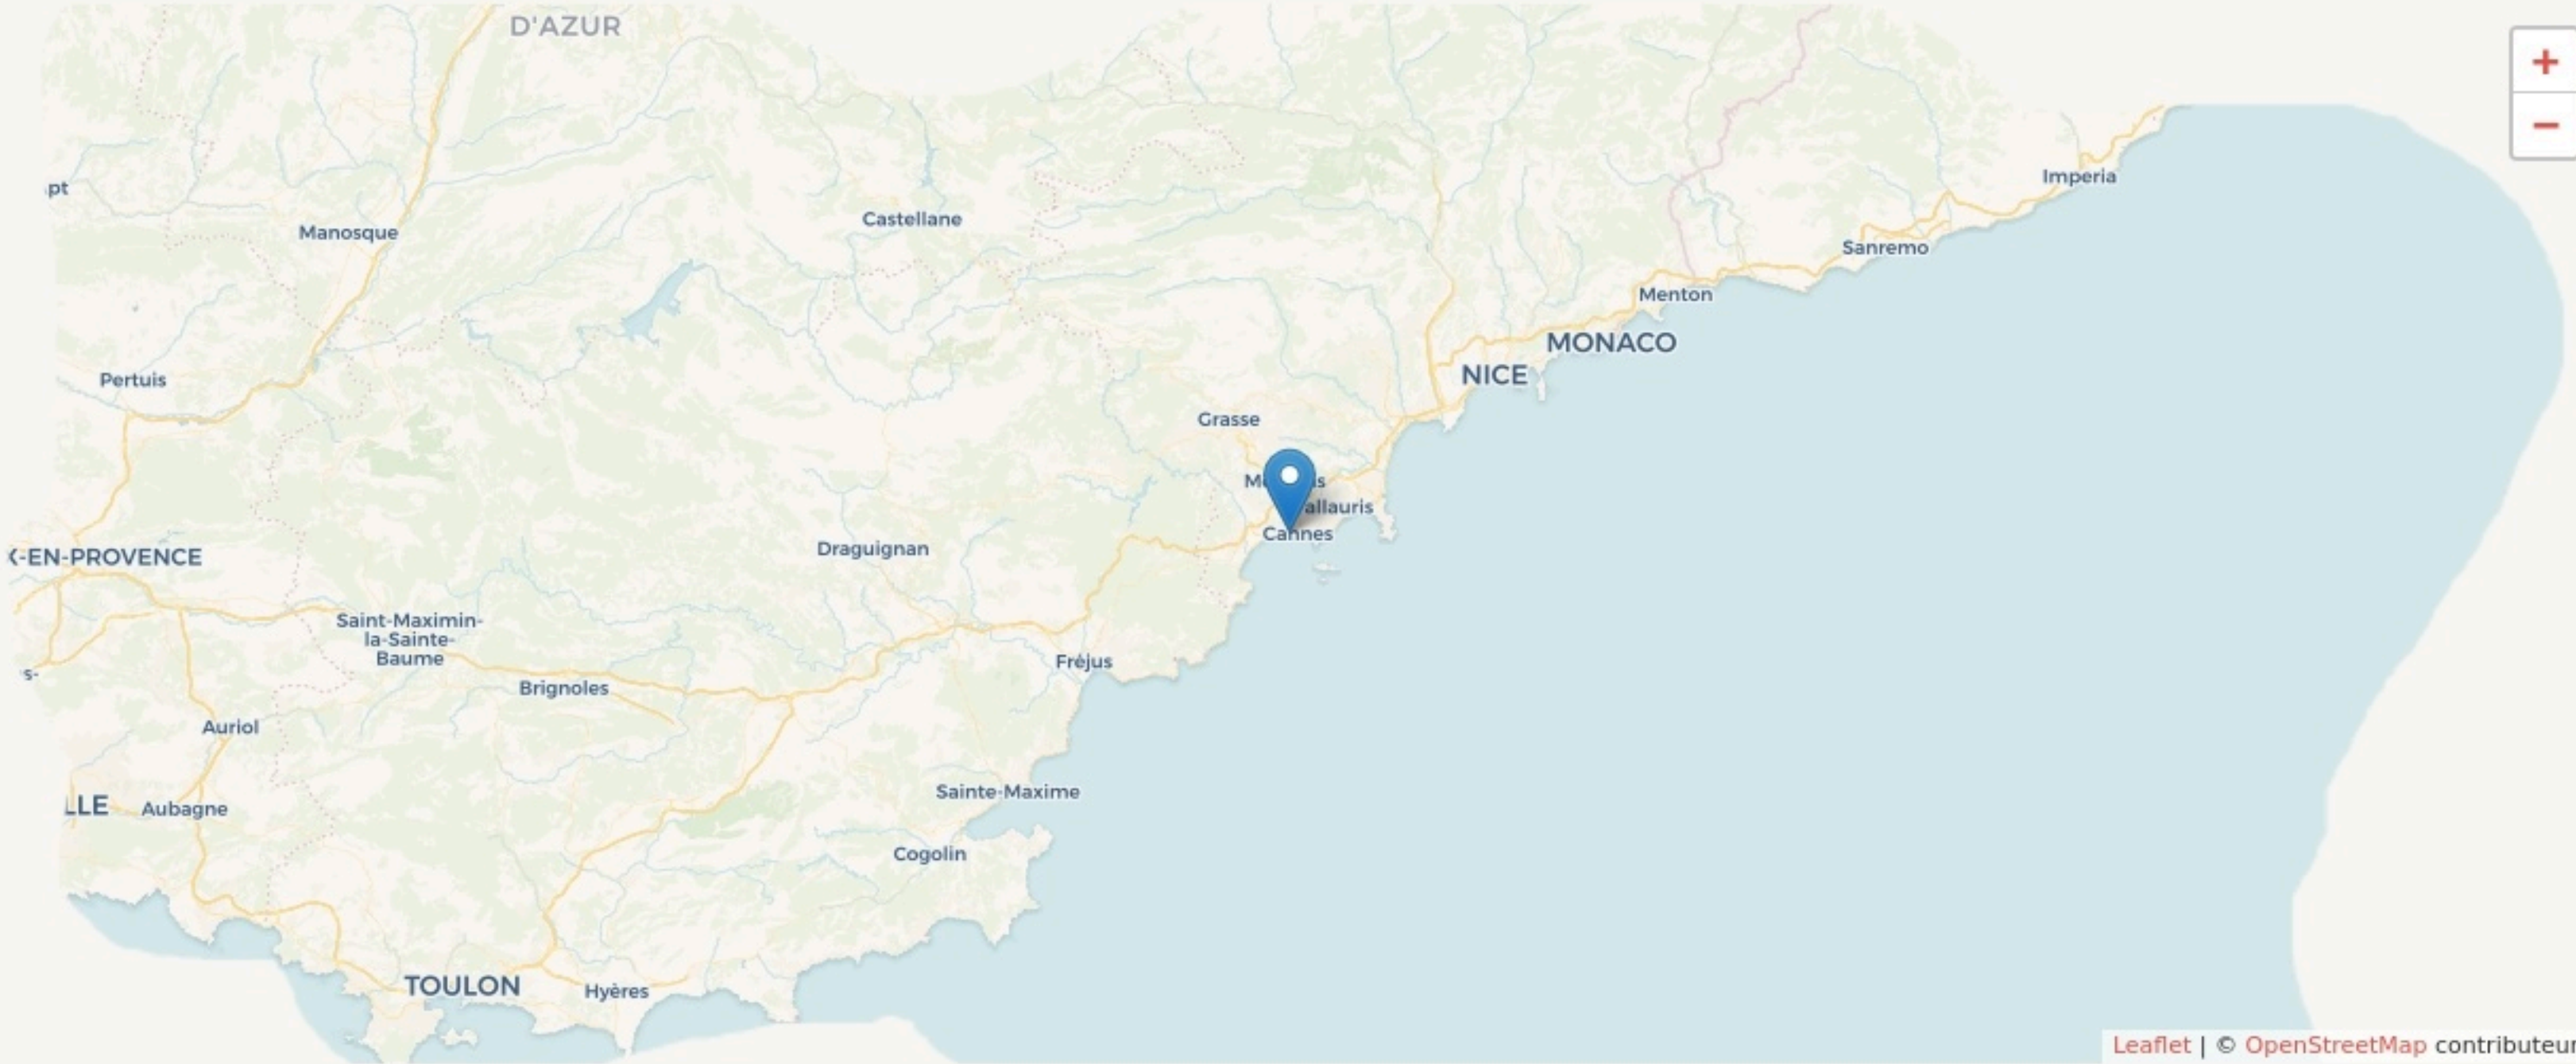 D'AZUR
+
−
Imperia
pt
Castellane
Manosque
Sanremo
Menton
MONACO
NICE
Pertuis
Grasse
allauris
Cannes
Draguignan
-EN-PROVENCE
Saint-Maximin-
la-Sainte-
Baume
Fréjus
s-
Brignoles
Auriol
Sainte-Maxime
LLE
Aubagne
Cogolin
TOULON
Hyères
Leaflet | © OpenStreetMap contributeur